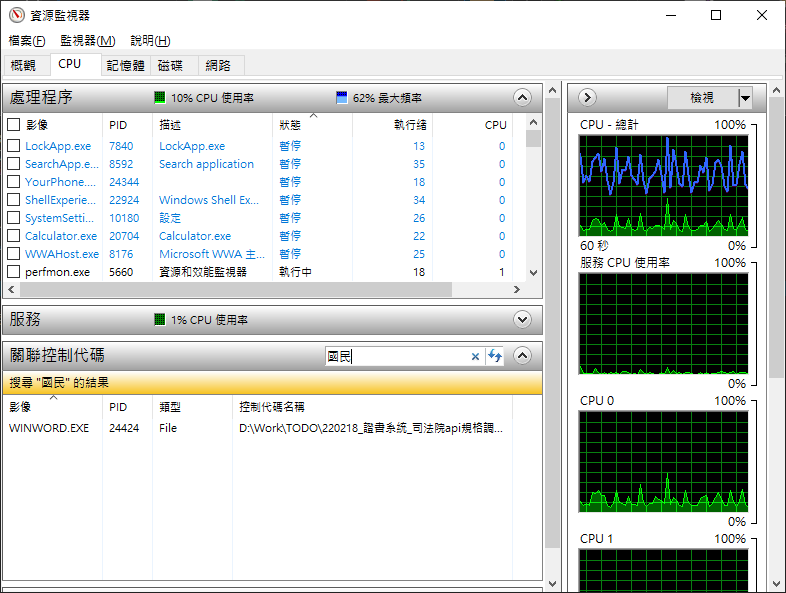 資源監視器
檔案(F) 監視器(M) 說明(H)
概觀 CPU 記憶體 磁碟 網路
處理程序 10% CPU 使用率 62% 最大頻率
影像 PID 描述 狀態 執行緒 CPU
LockApp.exe 7840 LockApp.exe 暫停 13 0
SearchApp.e... 8592 Search application 暫停 35 0
YourPhone.... 24344 暫停 18 0
ShellExperie... 22924 Windows Shell Ex... 暫停 34 0
SystemSetti... 10180 設定 暫停 26 0
Calculator.exe 20704 Calculator.exe 暫停 22 0
WWAHost.exe 8176 Microsoft WWA 主... 暫停 25 0
perfmon.exe 5660 資源和效能監視器 執行中 18 1
服務 1% CPU 使用率
關聯控制代碼 國民
搜尋 "國民" 的結果
影像 PID 類型 控制代碼名稱
WINWORD.EXE 24424 File D:\Work\TODO\220218_證書系統_司法院api規格調...
檢視
CPU - 總計 100%
60 秒 0%
服務 CPU 使用率 100%
0%
CPU 0 100%
0%
CPU 1 100%